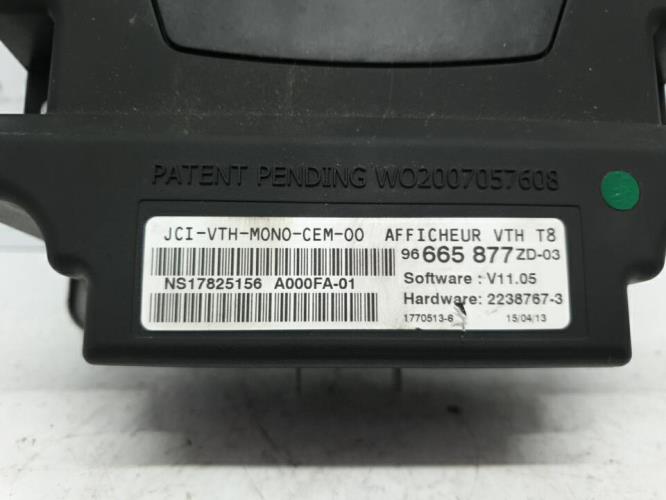 PATENT PENDING WO2007057608
JCI-VTH-MONO-CEM-00 AFFICHEUR VTH T8
96 665 877 ZD-03
NS17825156 A000FA-01
Software : V11.05
Hardware: 2238767-3
1770513-6 15/04/13